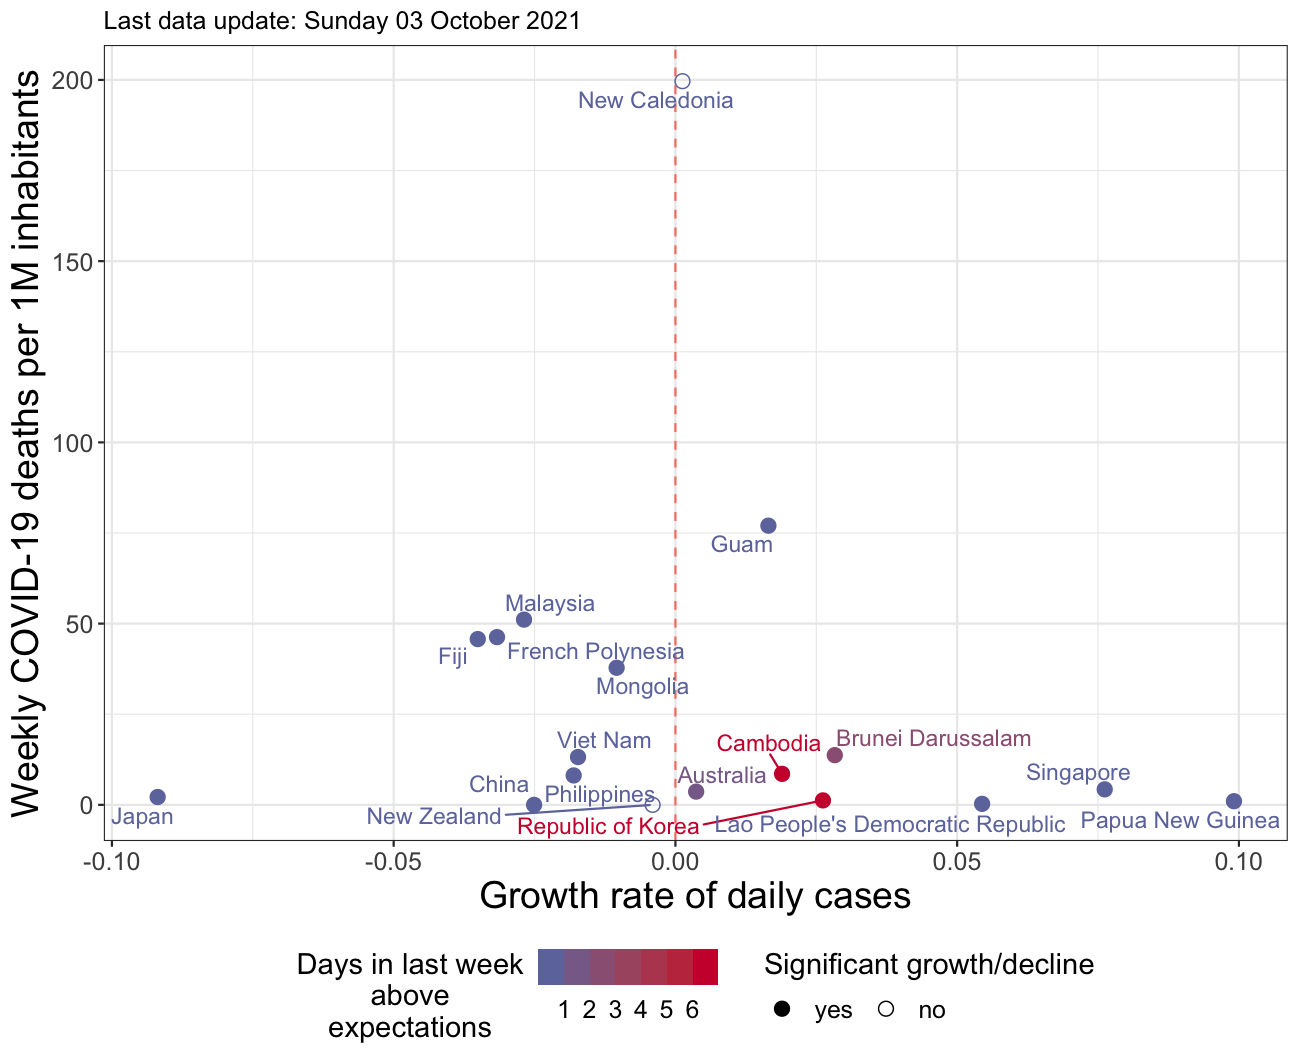 Last data update: Sunday 03 October 2021
Weekly COVID-19 deaths per 1M inhabitants
200
150
100
50
0
New Caledonia
Guam
Malaysia
Fiji
French Polynesia
Mongolia
Viet Nam
Cambodia
Brunei Darussalam
China
Philippines
Australia
Singapore
Japan
New Zealand
Republic of Korea
Lao People's Democratic Republic
Papua New Guinea
-0.10 -0.05 0.00 0.05 0.10
Growth rate of daily cases
Days in last week
above
expectations
1 2 3 4 5 6
Significant growth/decline
yes no